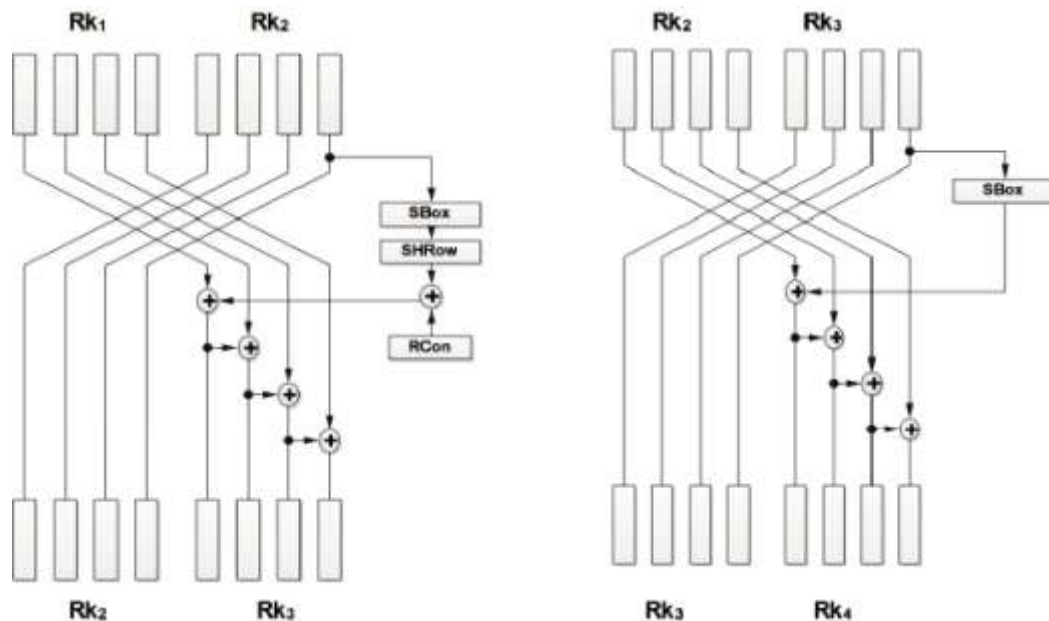 Rk₁ Rk₂
SBox
SHRow
RCon
Rk₂ Rk₃
Rk₂ Rk₃
SBox
Rk₃ Rk₄